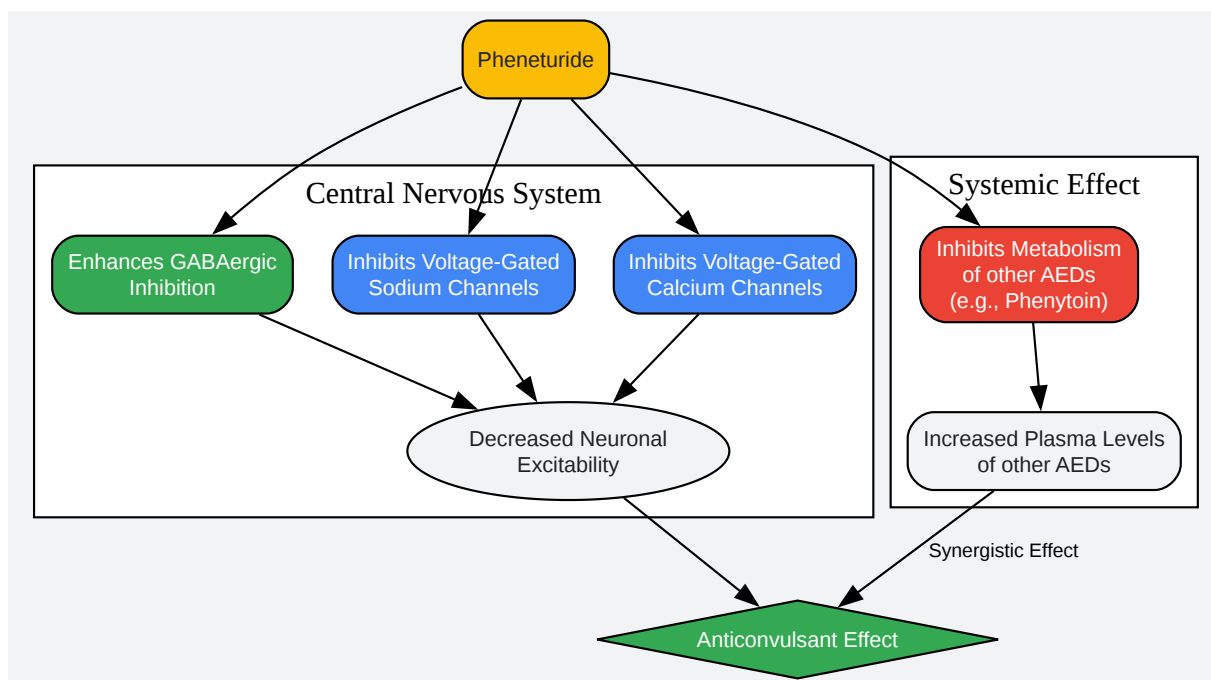 Pheneturide
Central Nervous System
Systemic Effect
Enhances GABAergic
Inhibition
Inhibits Voltage-Gated
Sodium Channels
Inhibits Voltage-Gated
Calcium Channels
Inhibits Metabolism
of other AEDs
(e.g., Phenytoin)
Decreased Neuronal
Excitability
Increased Plasma Levels
of other AEDs
Synergistic Effect
Anticonvulsant Effect